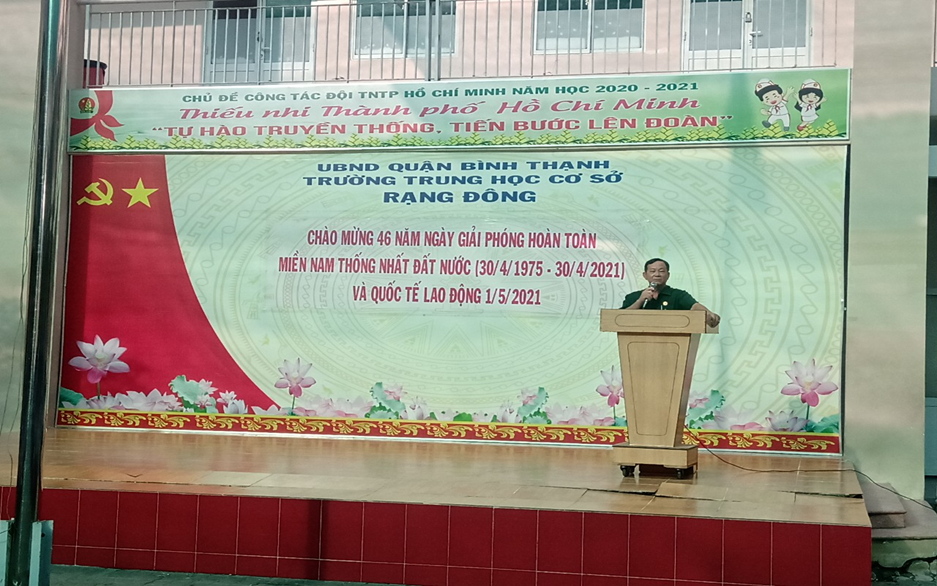 CHỦ ĐỀ CÔNG TÁC ĐỘI TNTP HỒ CHÍ MINH NĂM HỌC 2020 - 2021
Thiếu nhi Thành phố Hồ Chí Minh
"TỰ HÀO TRUYỀN THỐNG, TIẾN BƯỚC LÊN ĐOÀN"
UBND QUẬN BÌNH THẠNH
TRƯỜNG TRUNG HỌC CƠ SỞ
RẠNG ĐÔNG
CHÀO MỪNG 46 NĂM NGÀY GIẢI PHÓNG HOÀN TOÀN
MIỀN NAM THỐNG NHẤT ĐẤT NƯỚC (30/4/1975 - 30/4/2021)
VÀ QUỐC TẾ LAO ĐỘNG 1/5/2021